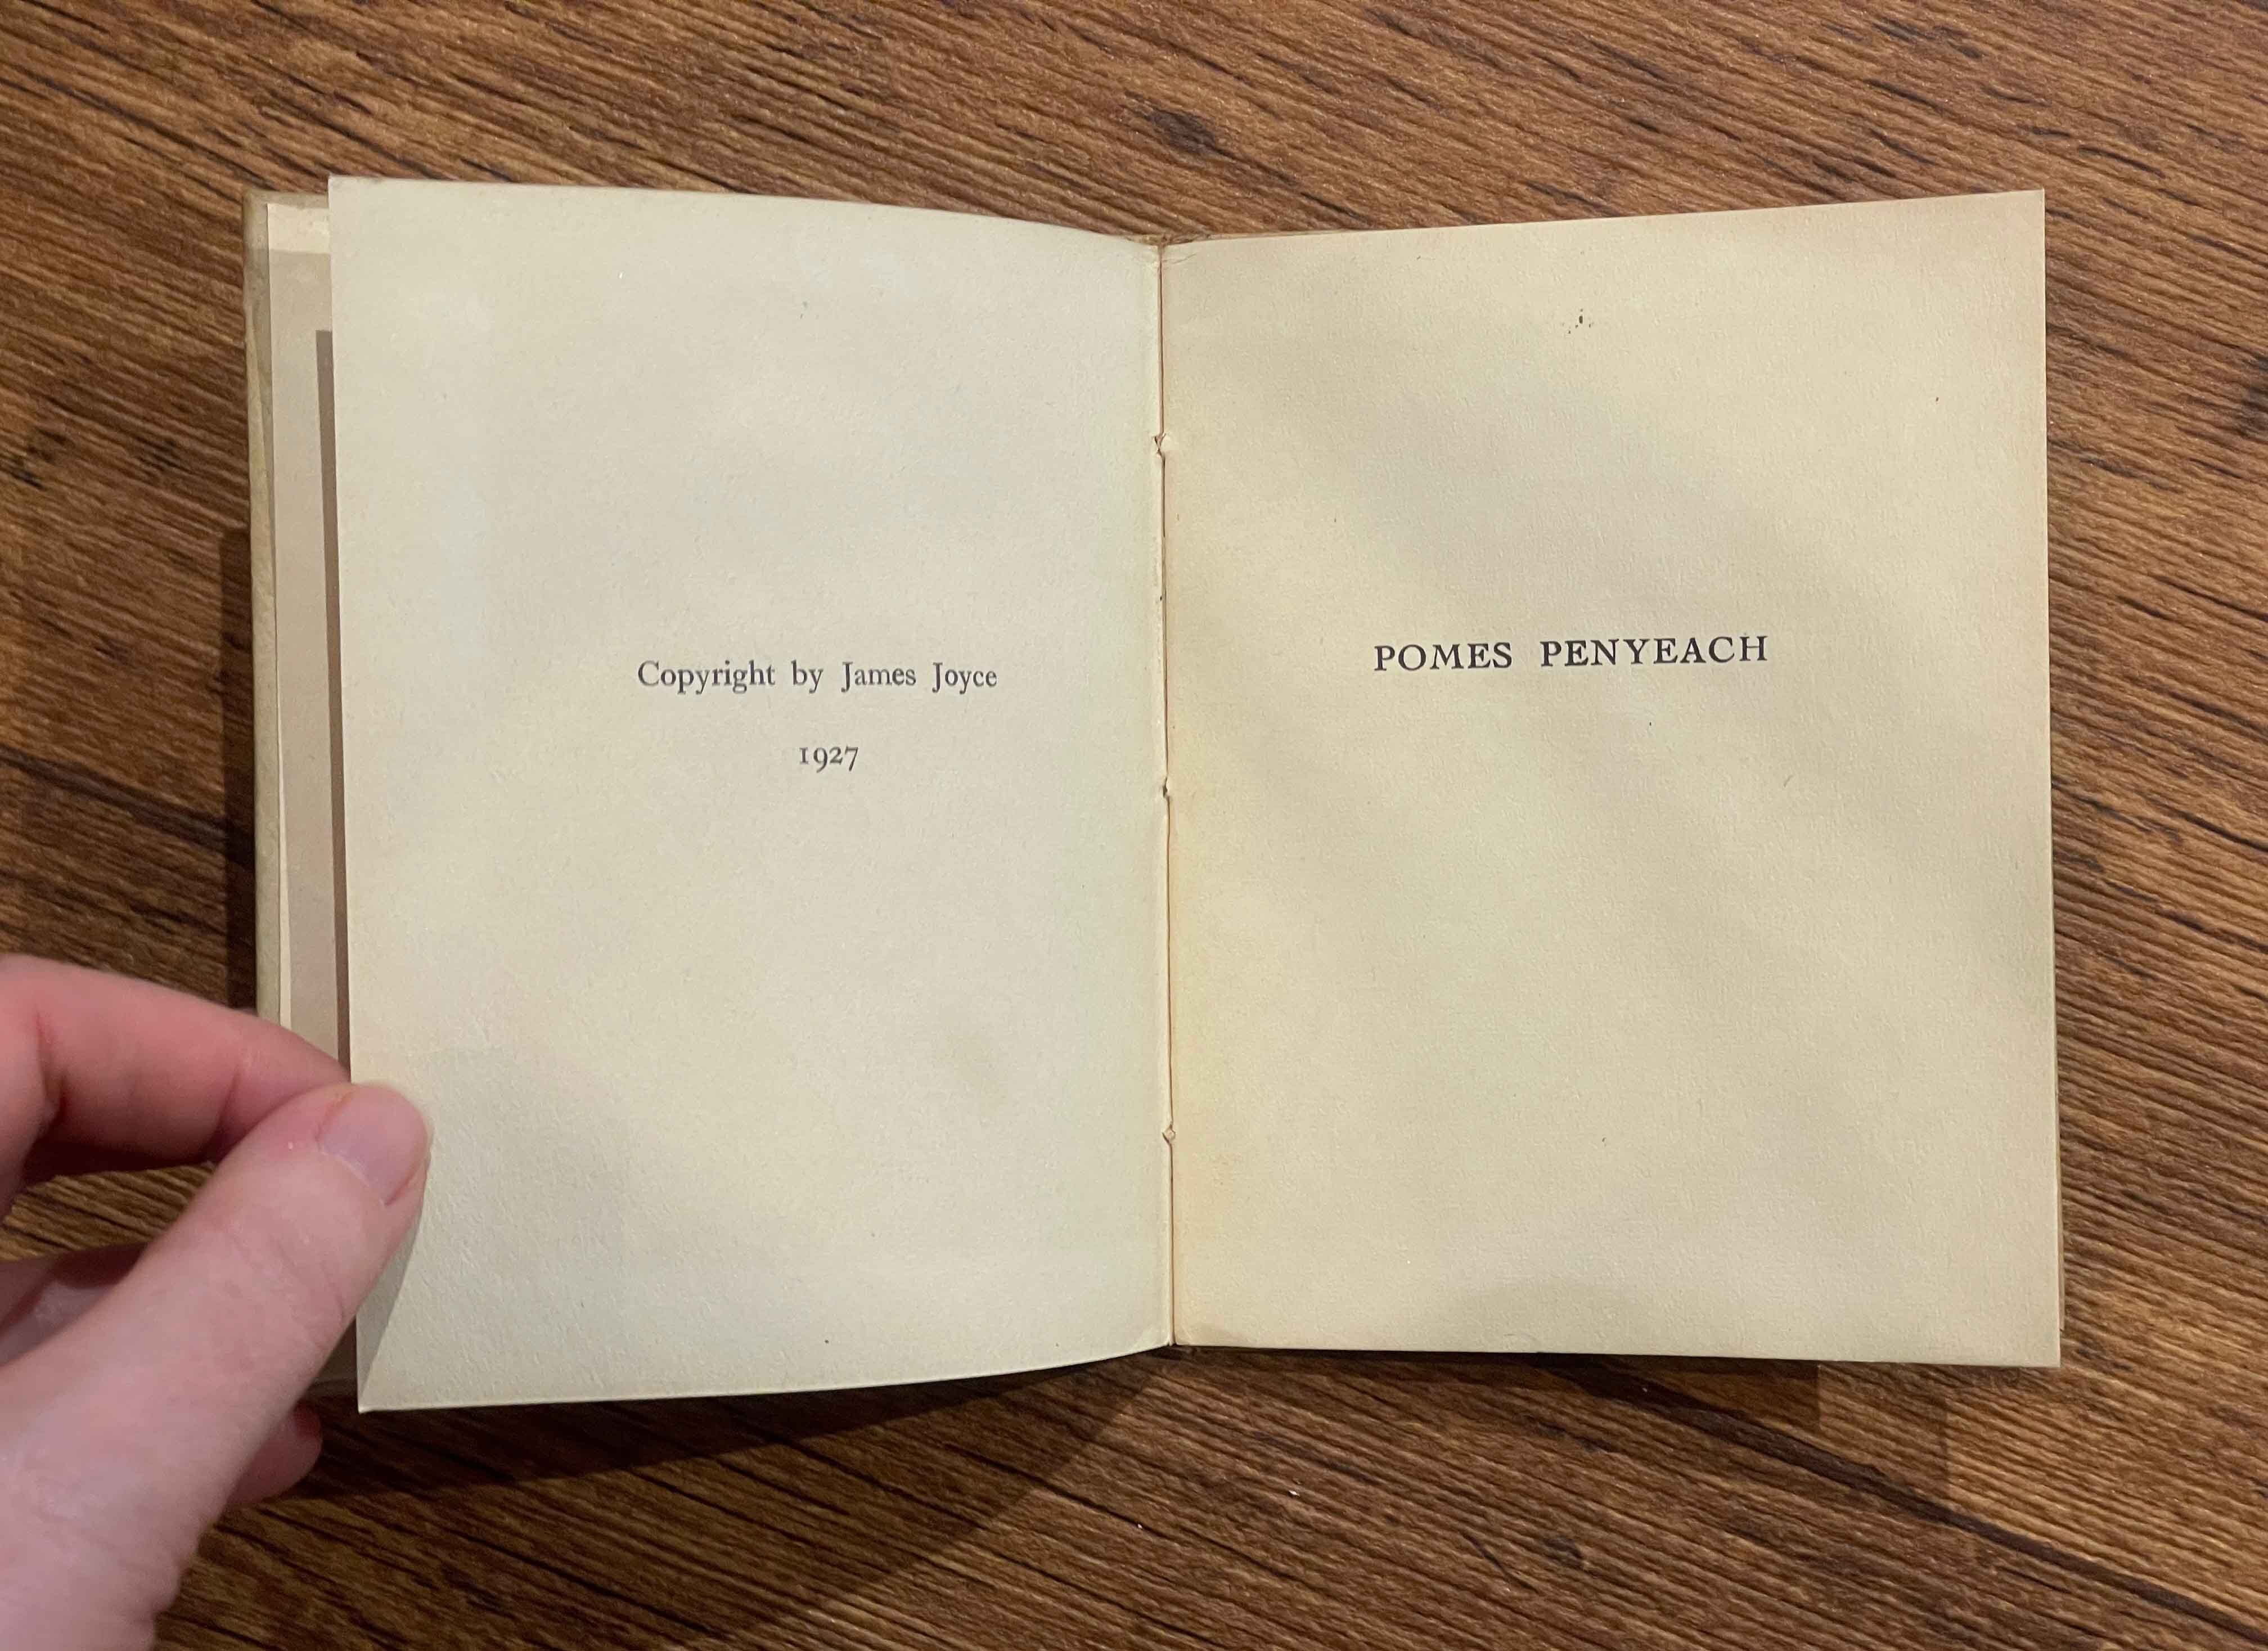 Copyright by James Joyce
1927
POMES PENYEACH